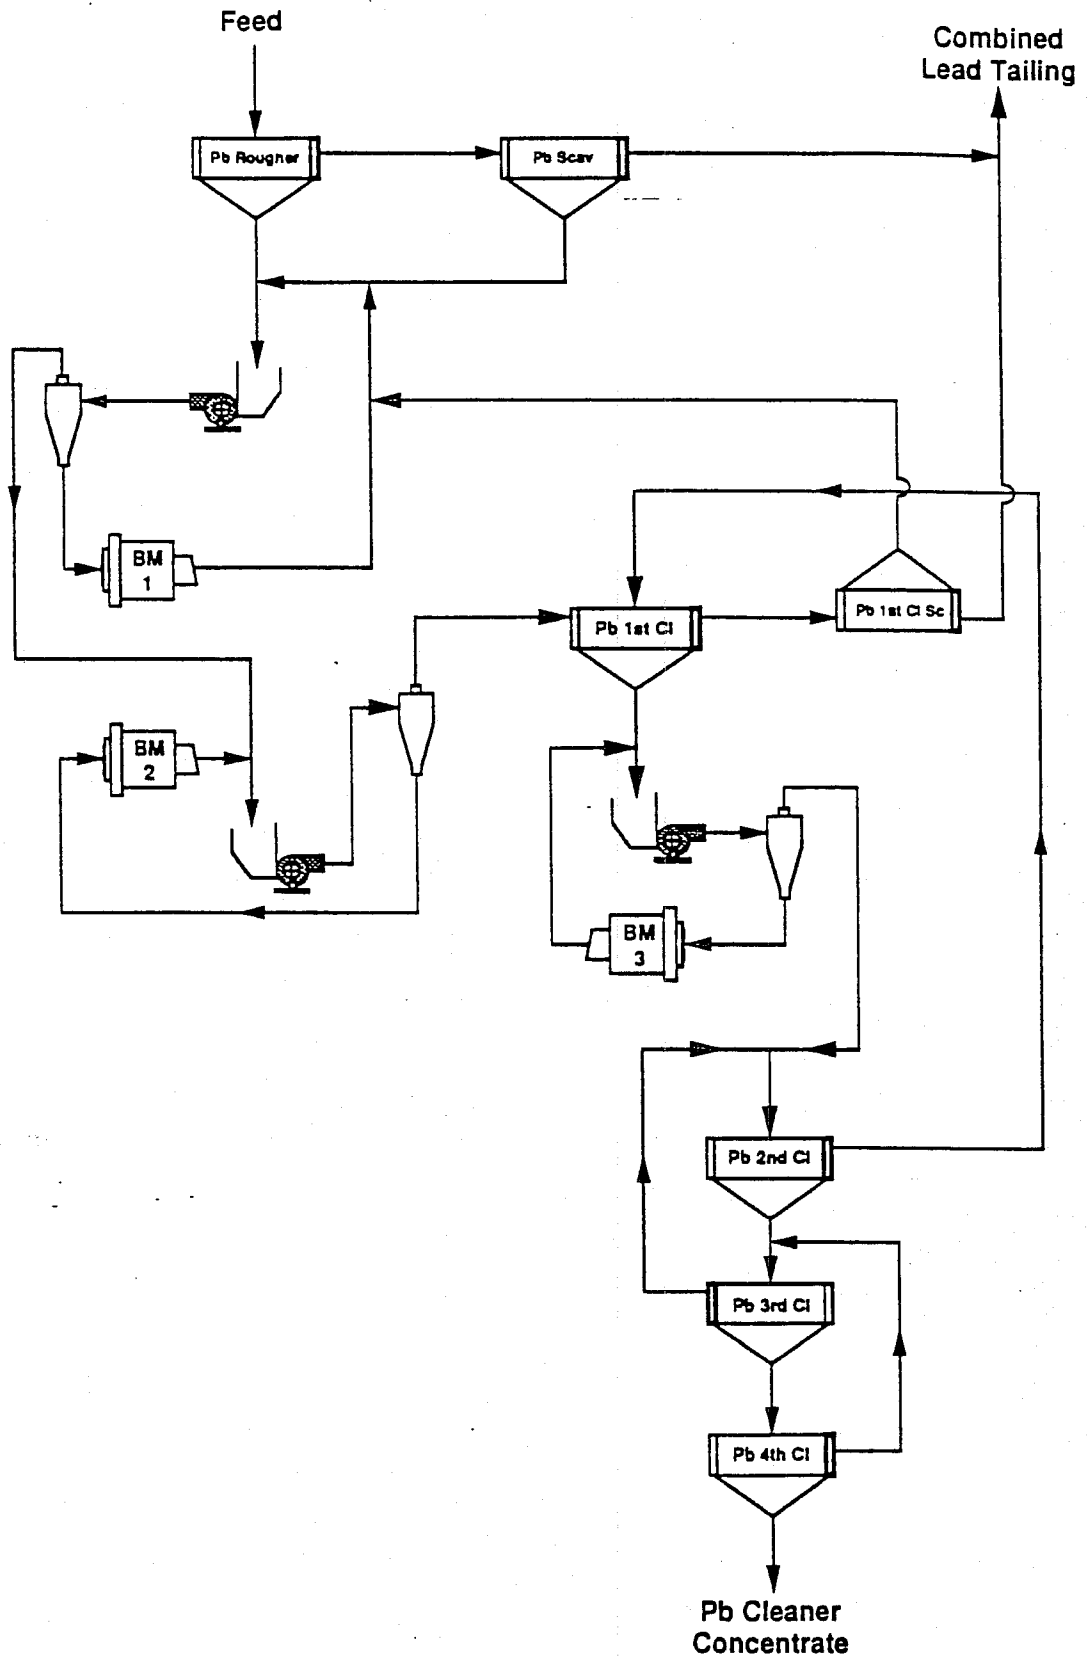 Feed
Combined
Lead Tailing
Pb Rougher
Pb Scav
BM
1
Pb 1st Cl
Pb 1st Cl Sc
BM
2
BM
3
Pb 2nd Cl
Pb 3rd Cl
Pb 4th Cl
Pb Cleaner
Concentrate